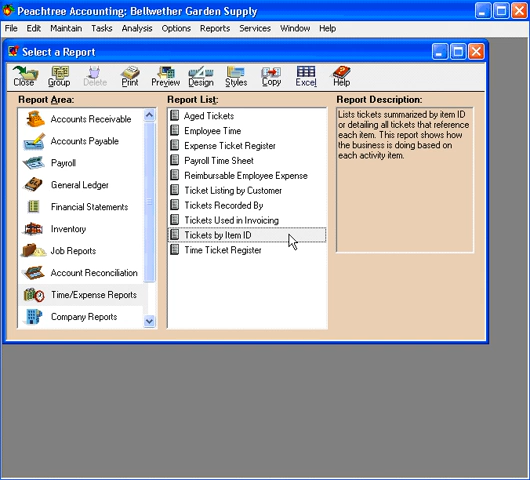 Peachtree Accounting: Bellwether Garden Supply
File Edit Maintain Tasks Analysis Options Reports Services Window Help
Select a Report
Close Group Delete Print Preview Design Styles Copy Excel Help
Report Area:
Accounts Receivable
Accounts Payable
Payroll
General Ledger
Financial Statements
Inventory
Job Reports
Account Reconciliation
Time/Expense Reports
Company Reports
Report List:
Aged Tickets
Employee Time
Expense Ticket Register
Payroll Time Sheet
Reimbursable Employee Expense
Ticket Listing by Customer
Tickets Recorded By
Tickets Used in Invoicing
Tickets by Item ID
Time Ticket Register
Report Description:
Lists tickets summarized by item ID
or detailing all tickets that reference
each item. This report shows how
the business is doing based on
each activity item.